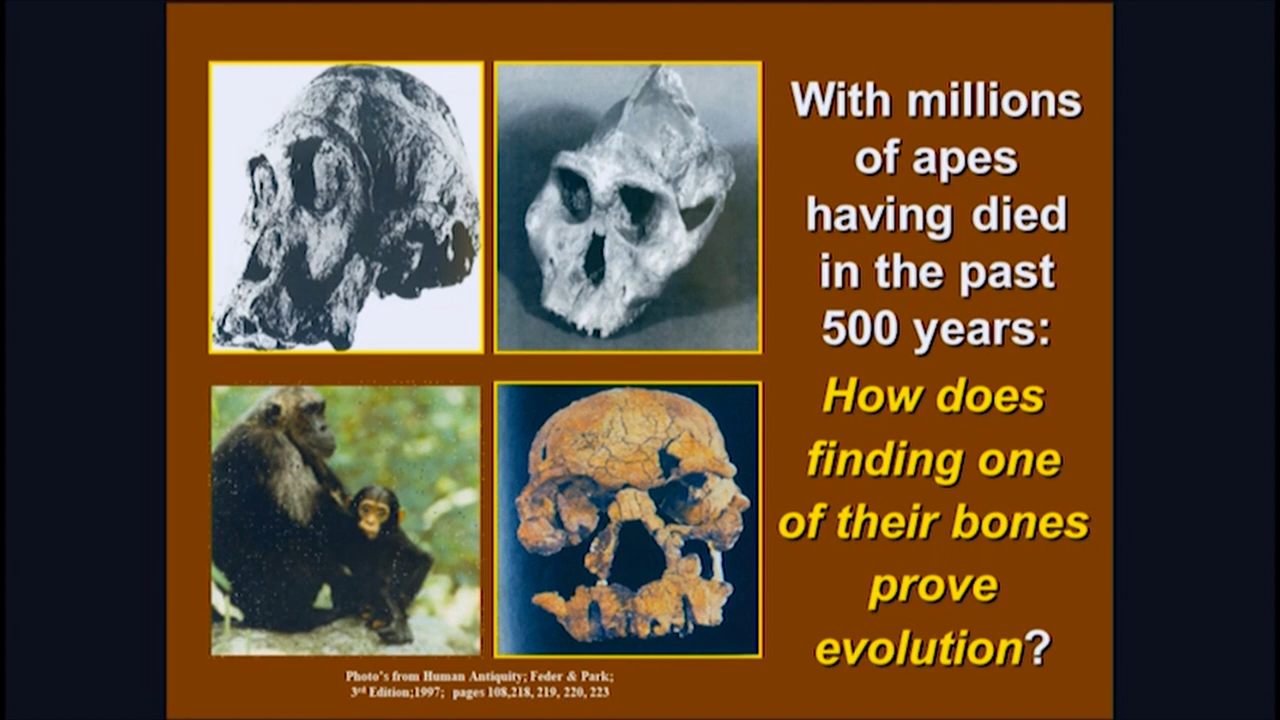 With millions
of apes
having died
in the past
500 years:
How does
finding one
of their bones
prove
evolution?
Photo's from Human Antiquity; Feder & Park;
3rd Edition;1997; pages 108,218, 219, 220, 223